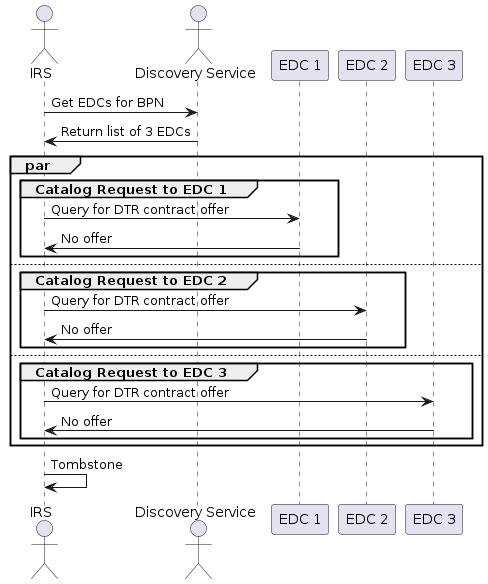 IRS
Discovery Service
EDC 1
EDC 2
EDC 3
Get EDCs for BPN
Return list of 3 EDCs
par
Catalog Request to EDC 1
Query for DTR contract offer
No offer
Catalog Request to EDC 2
Query for DTR contract offer
No offer
Catalog Request to EDC 3
Query for DTR contract offer
No offer
Tombstone
IRS
Discovery Service
EDC 1
EDC 2
EDC 3